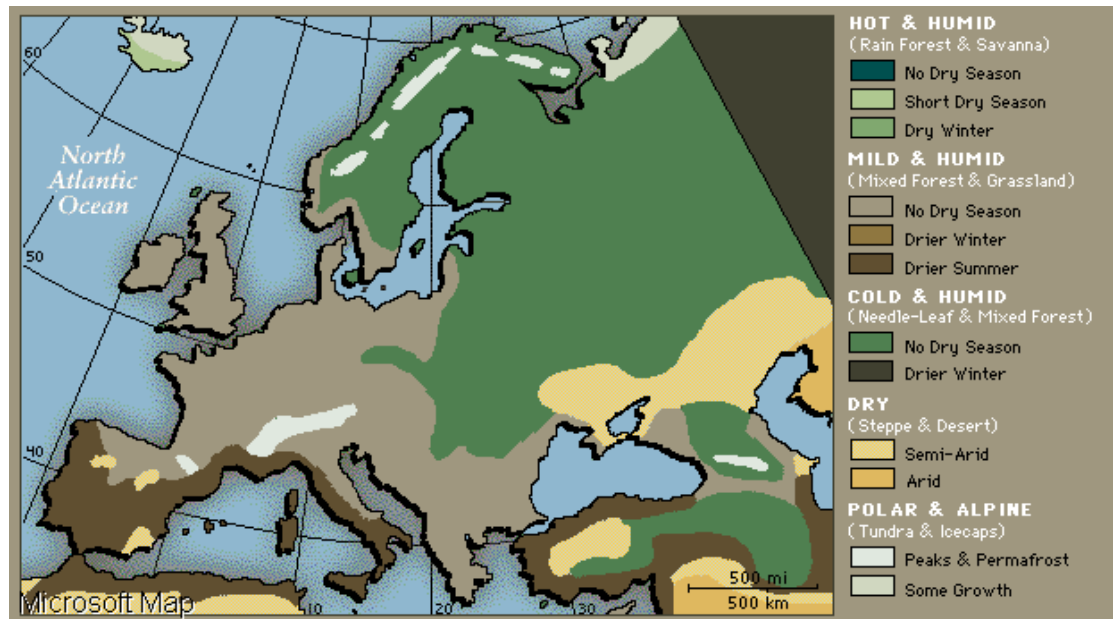 60
North
Atlantic
Ocean
50
40
10
20
30
500 mi
500 km
Microsoft Map
HOT & HUMID
(Rain Forest & Savanna)
No Dry Season
Short Dry Season
Dry Winter
MILD & HUMID
(Mixed Forest & Grassland)
No Dry Season
Drier Winter
Drier Summer
COLD & HUMID
(Needle-Leaf & Mixed Forest)
No Dry Season
Drier Winter
DRY
(Steppe & Desert)
Semi-Arid
Arid
POLAR & ALPINE
(Tundra & Icecaps)
Peaks & Permafrost
Some Growth